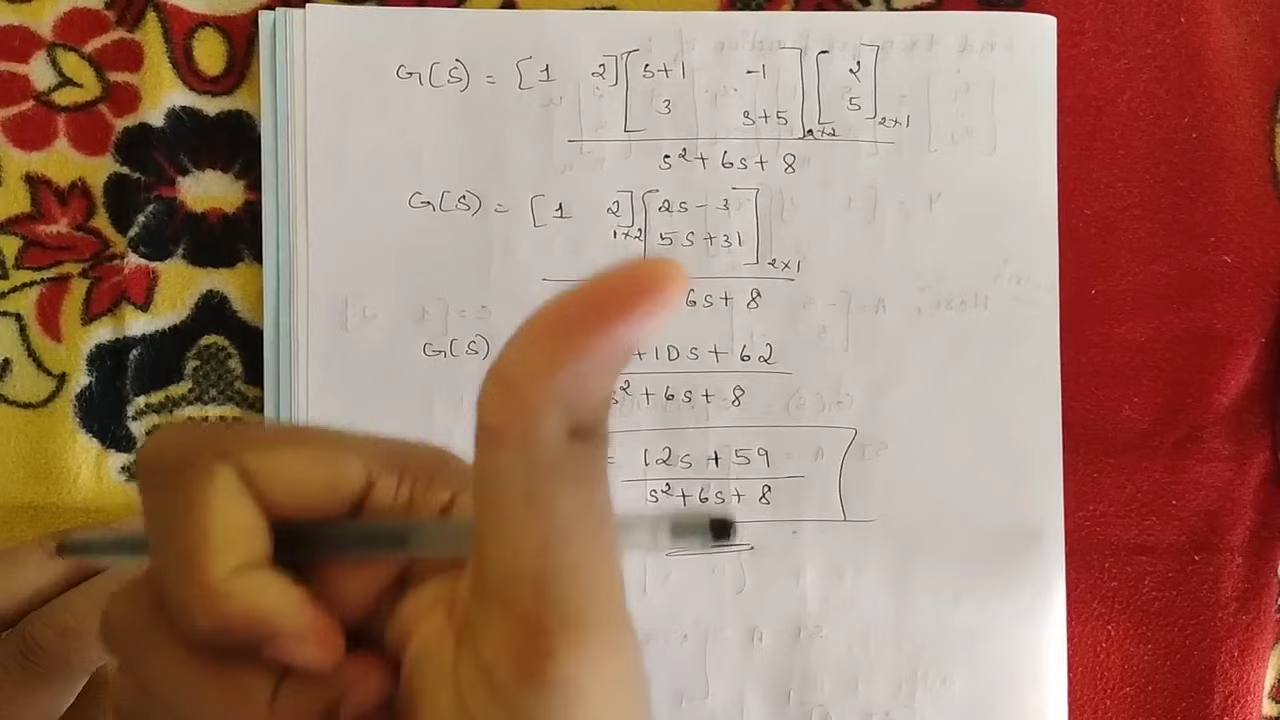 G(S) = [1 2] [s+1 -1
3 s+5]2×2 [2
5]2×1
s²+6s+8
G(S) = [1 2]1×2 [2s-3
5s+31]2×1
6s+8
G(S)
+10s+62
s²+6s+8
= 12s+59
s²+6s+8